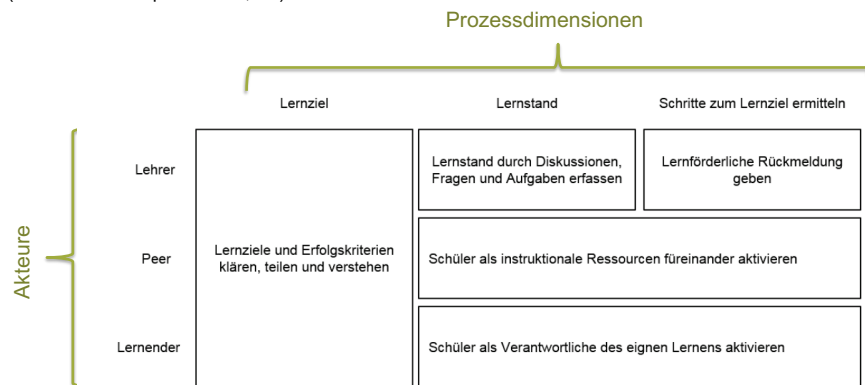 Prozessdimensionen
Lernziel
Lernstand
Schritte zum Lernziel ermitteln
Akteure
Lehrer
Lernstand durch Diskussionen,
Fragen und Aufgaben erfassen
Lernförderliche Rückmeldung
geben
Peer
Lernziele und Erfolgskriterien
klären, teilen und verstehen
Schüler als instruktionale Ressourcen füreinander aktivieren
Lernender
Schüler als Verantwortliche des eignen Lernens aktivieren